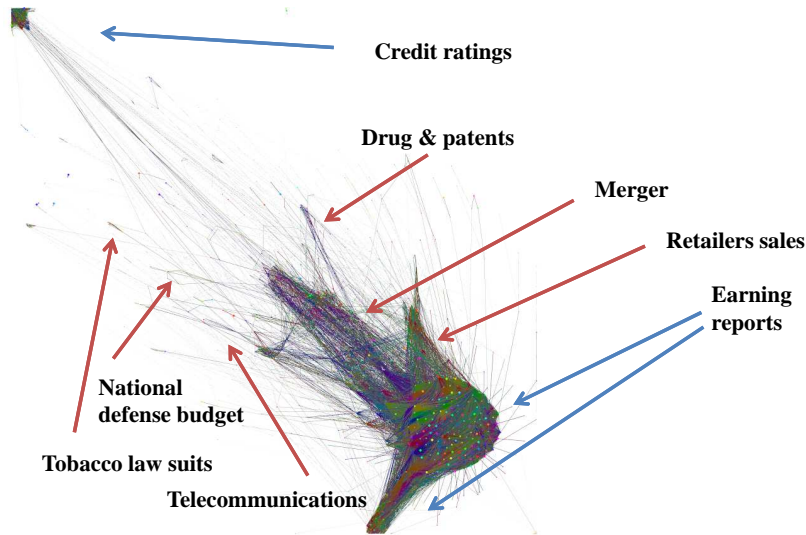 Credit ratings
Drug & patents
Merger
Retailers sales
Earning
reports
National
defense budget
Tobacco law suits
Telecommunications